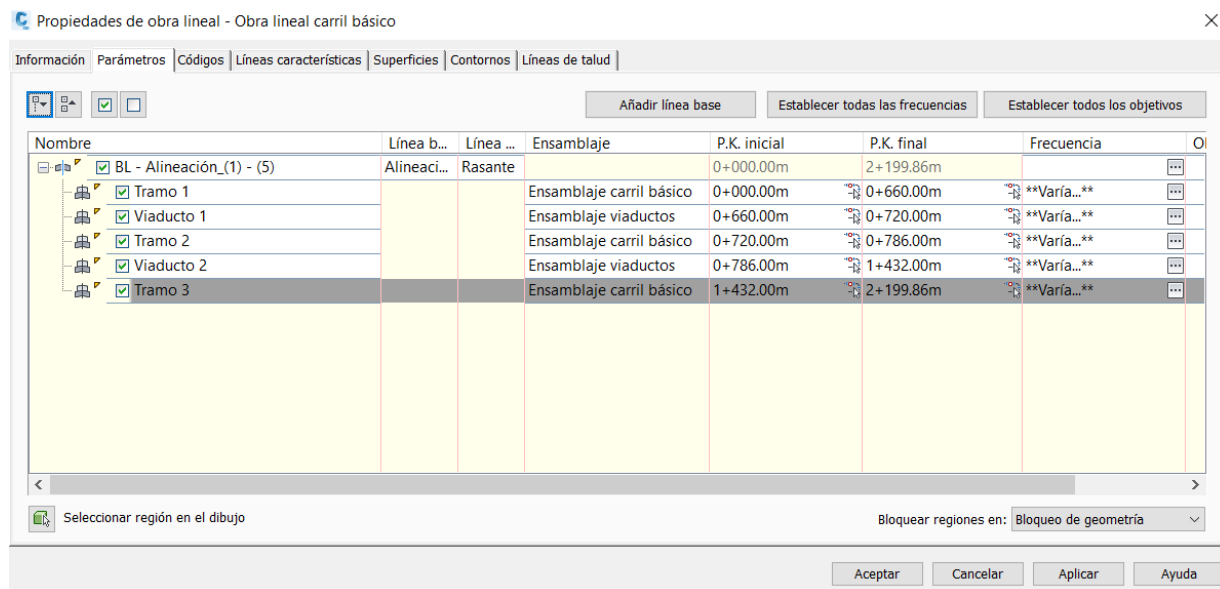 Propiedades de obra lineal - Obra lineal carril básico
Información Parámetros Códigos Líneas características Superficies Contornos Líneas de talud
Añadir línea base Establecer todas las frecuencias Establecer todos los objetivos
Nombre Línea b... Línea ... Ensamblaje P.K. inicial P.K. final Frecuencia
BL - Alineación_(1) - (5) Alineaci... Rasante 0+000.00m 2+199.86m
Tramo 1 Ensamblaje carril básico 0+000.00m 0+660.00m **Varía...**
Viaducto 1 Ensamblaje viaductos 0+660.00m 0+720.00m **Varía...**
Tramo 2 Ensamblaje carril básico 0+720.00m 0+786.00m **Varía...**
Viaducto 2 Ensamblaje viaductos 0+786.00m 1+432.00m **Varía...**
Tramo 3 Ensamblaje carril básico 1+432.00m 2+199.86m **Varía...**
Seleccionar región en el dibujo Bloquear regiones en: Bloqueo de geometría
Aceptar Cancelar Aplicar Ayuda